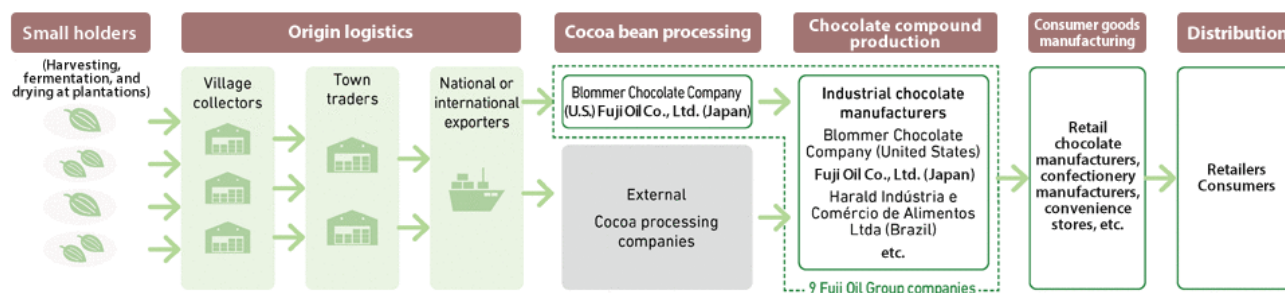 Small holders
(Harvesting,
fermentation, and
drying at plantations)
Origin logistics
Village
collectors
Town
traders
National or
international
exporters
Cocoa bean processing
Blommer Chocolate Company
(U.S.) Fuji Oil Co., Ltd. (Japan)
External
Cocoa processing
companies
Chocolate compound
production
Industrial chocolate
manufacturers
Blommer Chocolate
Company (United States)
Fuji Oil Co., Ltd. (Japan)
Harald Indústria e
Comércio de Alimentos
Ltda (Brazil)
etc.
9 Fuji Oil Group companies
Consumer goods
manufacturing
Retail
chocolate
manufacturers,
confectionery
manufacturers,
convenience
stores, etc.
Distribution
Retailers
Consumers